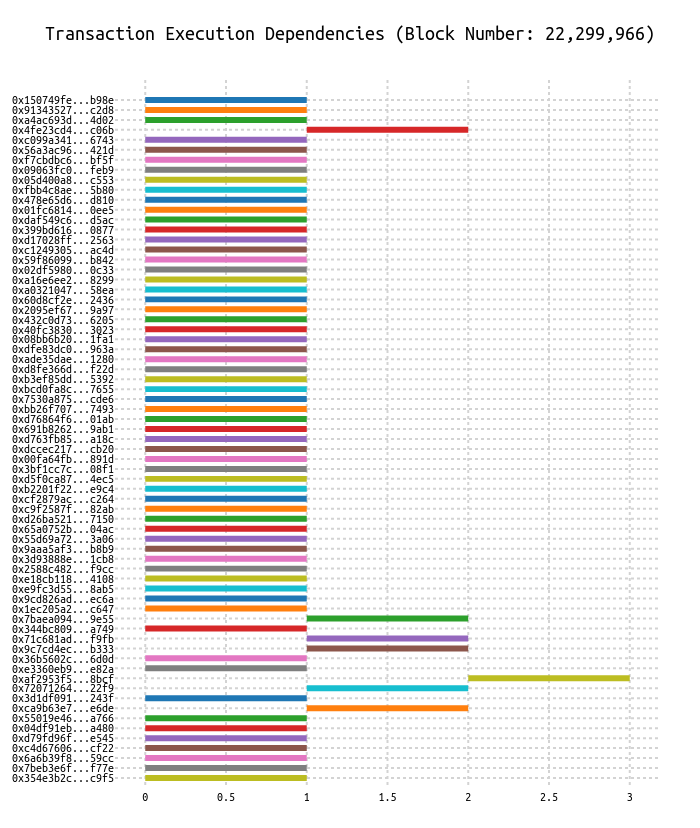 Transaction Execution Dependencies (Block Number: 22,299,966)
0x150749fe...b98e
0x91343527...c2d8
0xa4ac693d...4d02
0x4fe23cd4...c06b
0xc099a341...6743
0x56a3ac96...421d
0xf7cbdbc6...bf5f
0x09063fc0...feb9
0x05d400a8...c553
0xfbb4c8ae...5b80
0x478e65d6...d810
0x01fc6814...0ee5
0xdaf549c6...d5ac
0x399bd616...0877
0xd17028ff...2563
0xc1249305...ac4d
0x59f86099...b842
0x02df5980...0c33
0xa16e6ee2...8299
0xa0321047...58ea
0x60d8cf2e...2436
0x2095ef67...9a97
0x432c0d73...6205
0x40fc3830...3023
0x08bb6b20...1fa1
0xdfe83dc0...963a
0xade35dae...1280
0xd8fe366d...f22d
0xb3ef85dd...5392
0xbcd0fa8c...7655
0x7530a875...cde6
0xbb26f707...7493
0xd76864f6...01ab
0x691b8262...9ab1
0xd763fb85...a18c
0xdccec217...cb20
0x00fa64fb...891d
0x3bf1cc7c...08f1
0xd5f0ca87...4ec5
0xb2201f22...e9c4
0xcf2879ac...c264
0xc9f2587f...82ab
0xd26ba521...7150
0x65a0752b...04ac
0x55d69a72...3a06
0x9aaa5af3...b8b9
0x3d93888e...1cb8
0x2588c482...f9cc
0xe18cb118...4108
0xe9fc3d55...8ab5
0x9cd826ad...ec6a
0x1ec205a2...c647
0x7baea094...9e55
0x344bc809...a749
0x71c681ad...f9fb
0x9c7cd4ec...b333
0x36b5602c...6d0d
0xe3360eb9...e82a
0xaf2953f5...8bcf
0x72071264...22f9
0x3d1df091...243f
0xca9b63e7...e6de
0x55019e46...a766
0x04df91eb...a480
0xd79fd96f...e545
0xc4d67606...cf22
0x6a6b39f8...59cc
0x7beb3e6f...f77e
0x354e3b2c...c9f5
0 0.5 1 1.5 2 2.5 3